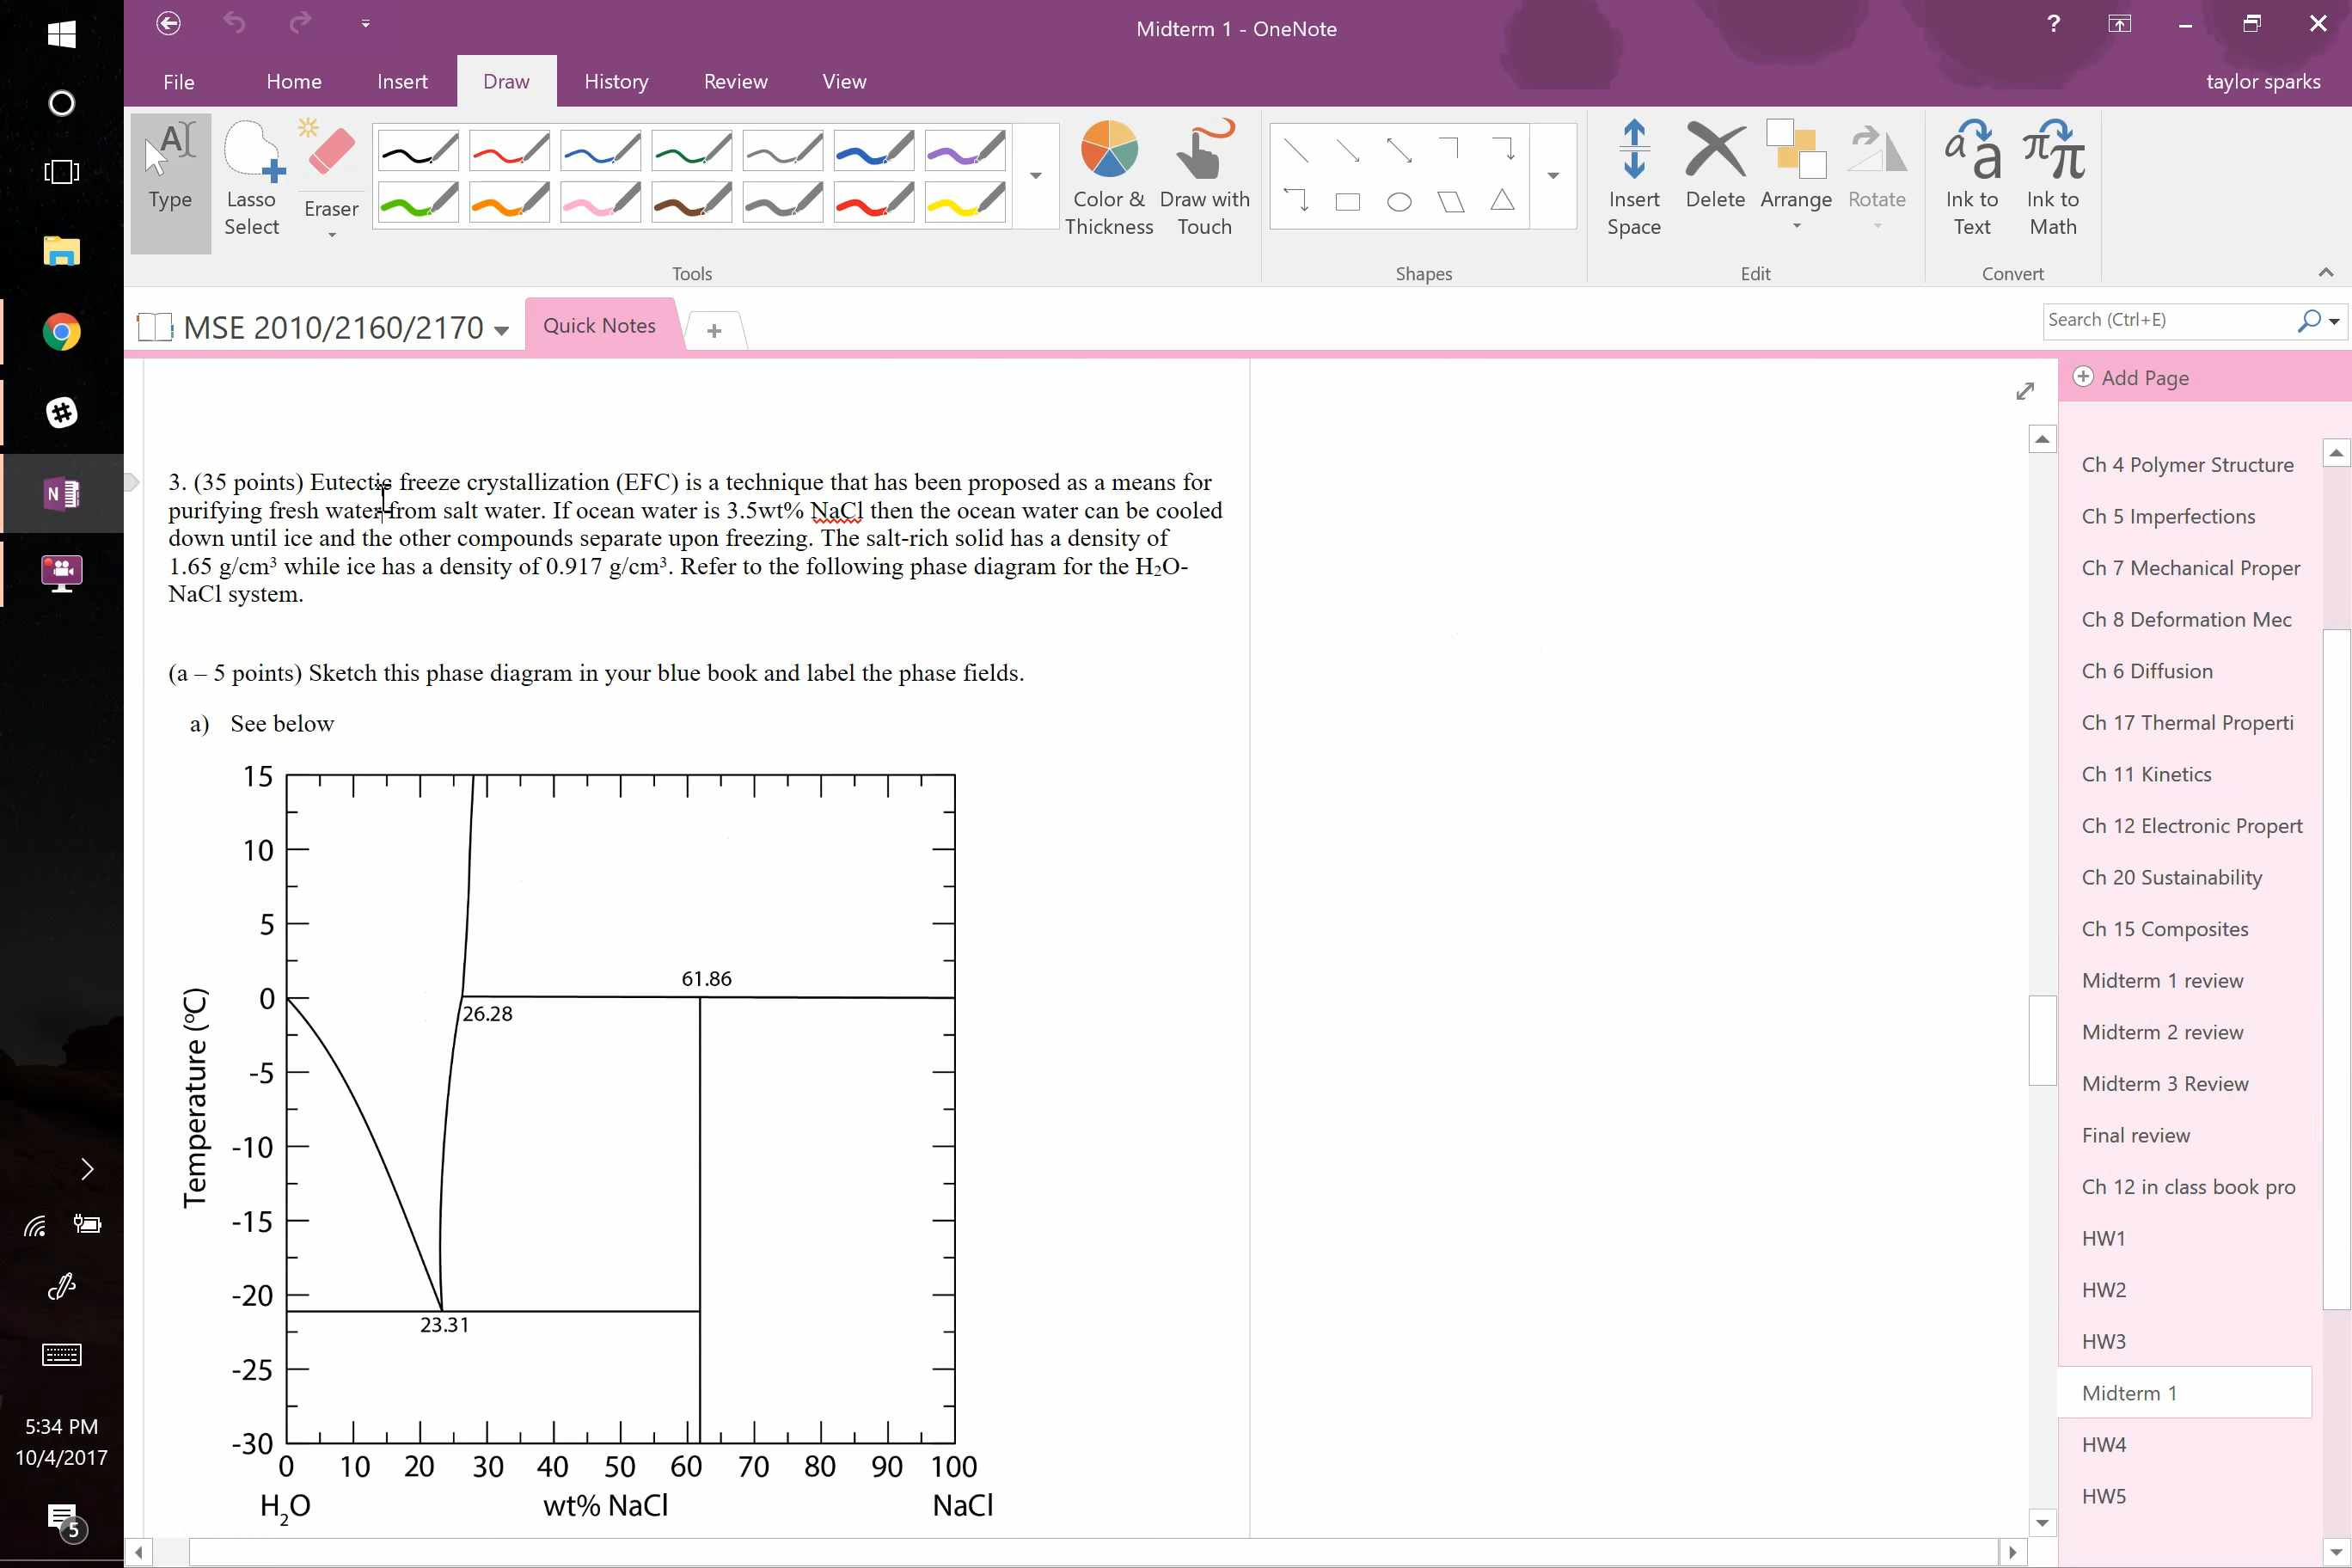 Midterm 1 - OneNote
?
File
Home
Insert
Draw
History
Review
View
taylor sparks
Type
Lasso
Select
Eraser
Color &
Thickness
Draw with
Touch
Insert
Space
Delete
Arrange
Rotate
Ink to
Text
Ink to
Math
Tools
Shapes
Edit
Convert
MSE 2010/2160/2170
Quick Notes
+
Search (Ctrl+E)
Add Page
3. (35 points) Eutectic freeze crystallization (EFC) is a technique that has been proposed as a means for
purifying fresh water from salt water. If ocean water is 3.5wt% NaCl then the ocean water can be cooled
down until ice and the other compounds separate upon freezing. The salt-rich solid has a density of
1.65 g/cm³ while ice has a density of 0.917 g/cm³. Refer to the following phase diagram for the H₂O-
NaCl system.
(a – 5 points) Sketch this phase diagram in your blue book and label the phase fields.
a) See below
15
10
5
0
-5
-10
-15
-20
-25
-30
Temperature (°C)
61.86
26.28
23.31
0 10 20 30 40 50 60 70 80 90 100
H₂O wt% NaCl NaCl
Ch 4 Polymer Structure
Ch 5 Imperfections
Ch 7 Mechanical Proper
Ch 8 Deformation Mec
Ch 6 Diffusion
Ch 17 Thermal Properti
Ch 11 Kinetics
Ch 12 Electronic Propert
Ch 20 Sustainability
Ch 15 Composites
Midterm 1 review
Midterm 2 review
Midterm 3 Review
Final review
Ch 12 in class book pro
HW1
HW2
HW3
Midterm 1
HW4
HW5
5:34 PM
10/4/2017
5